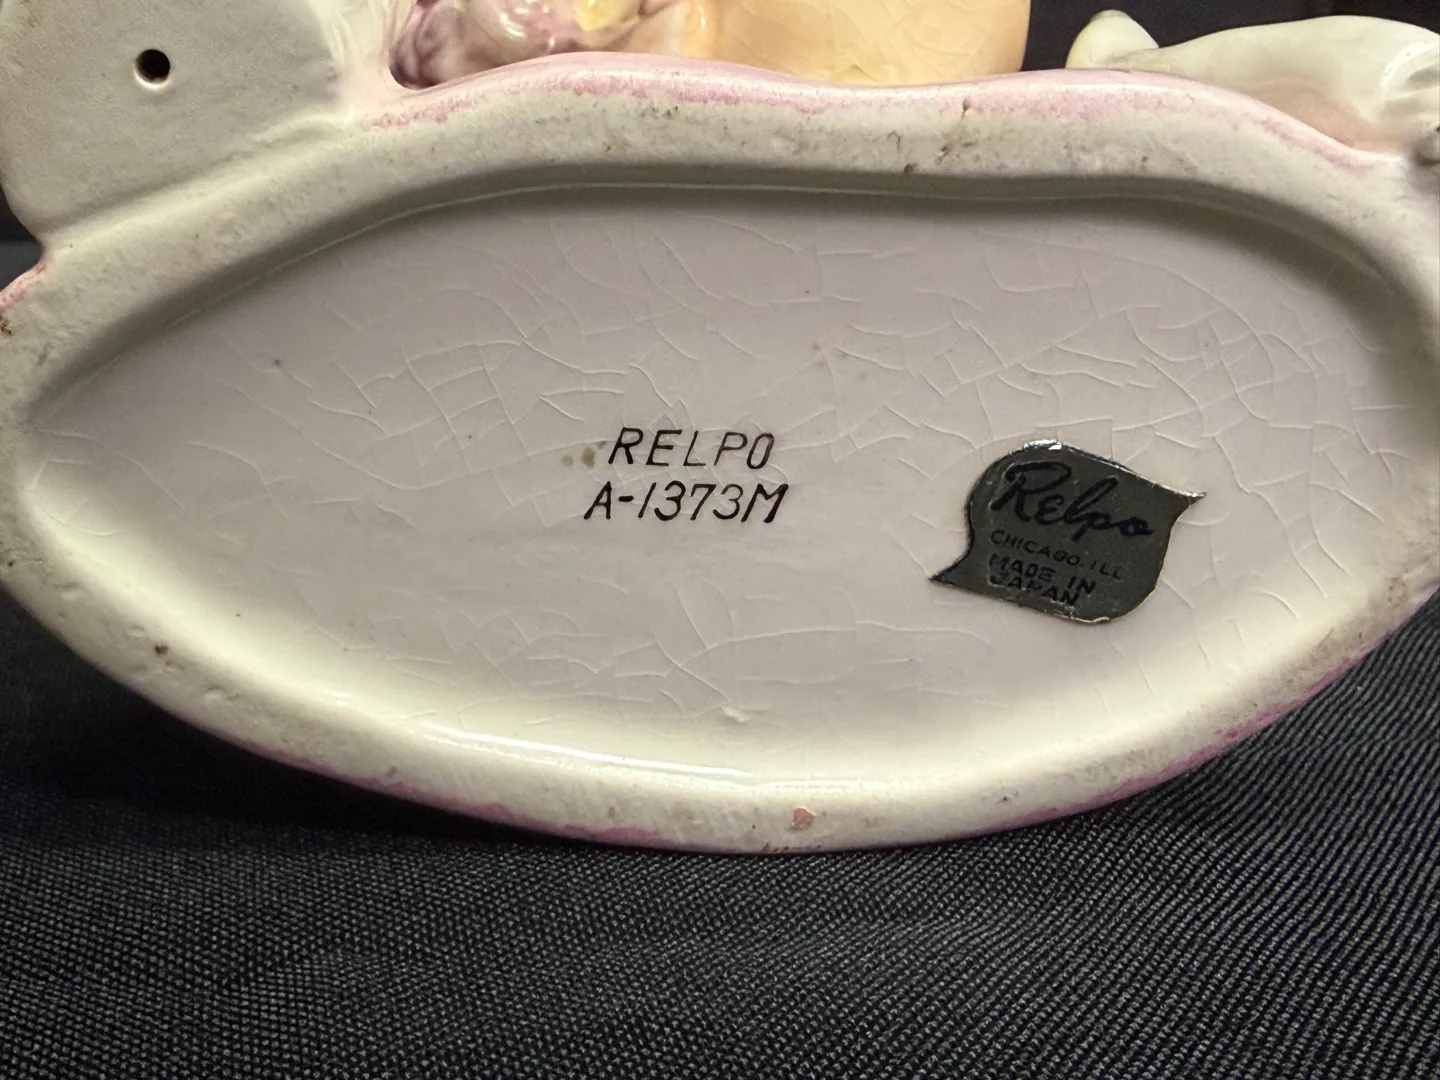 RELPO
A-1373M
Relpo
CHICAGO. ILL
MADE IN
JAPAN